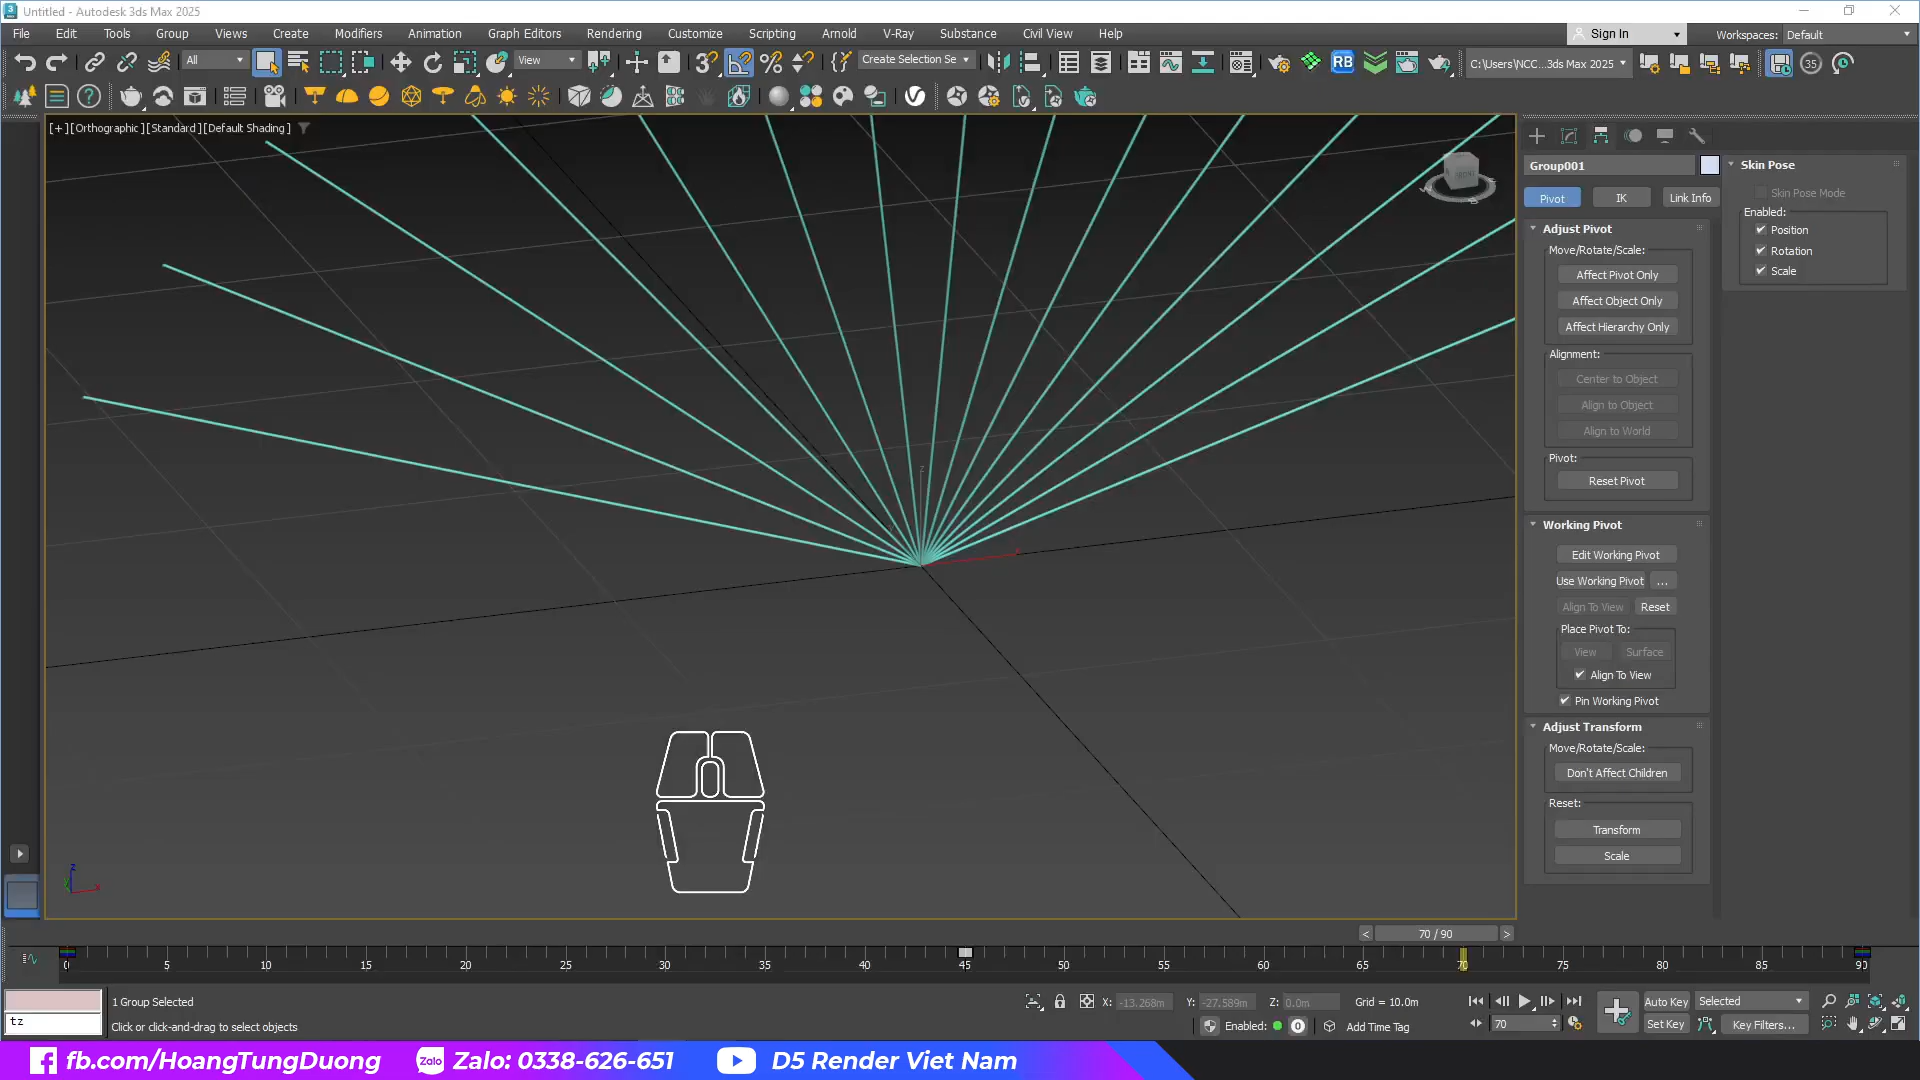 Untitled - Autodesk 3ds Max 2025
File Edit Tools Group Views Create Modifiers Animation Graph Editors Rendering Customize Scripting Arnold V-Ray Substance Civil View Help
Sign In
Workspaces: Default
All
View
Create Selection Se
RB
C:\Users\NCC...3ds Max 2025
35
[+] [Orthographic] [Standard] [Default Shading]
FRONT
Group001
Pivot IK Link Info
Adjust Pivot
Move/Rotate/Scale:
Affect Pivot Only
Affect Object Only
Affect Hierarchy Only
Alignment:
Center to Object
Align to Object
Align to World
Pivot:
Reset Pivot
Working Pivot
Edit Working Pivot
Use Working Pivot ...
Align To View Reset
Place Pivot To:
View Surface
Align To View
Pin Working Pivot
Adjust Transform
Move/Rotate/Scale:
Don't Affect Children
Reset:
Transform
Scale
Skin Pose
Skin Pose Mode
Enabled:
Position
Rotation
Scale
z
x
z
y
x
< 70 / 90 >
0 5 10 15 20 25 30 35 40 45 50 55 60 65 70 75 80 85 90
tz
1 Group Selected
Click or click-and-drag to select objects
X: -13.268m Y: -27.589m Z: 0.0m Grid = 10.0m
Enabled: 0 Add Time Tag
70
Auto Key Selected
Set Key Key Filters...
fb.com/HoangTungDuong
Zalo Zalo: 0338-626-651
D5 Render Viet Nam